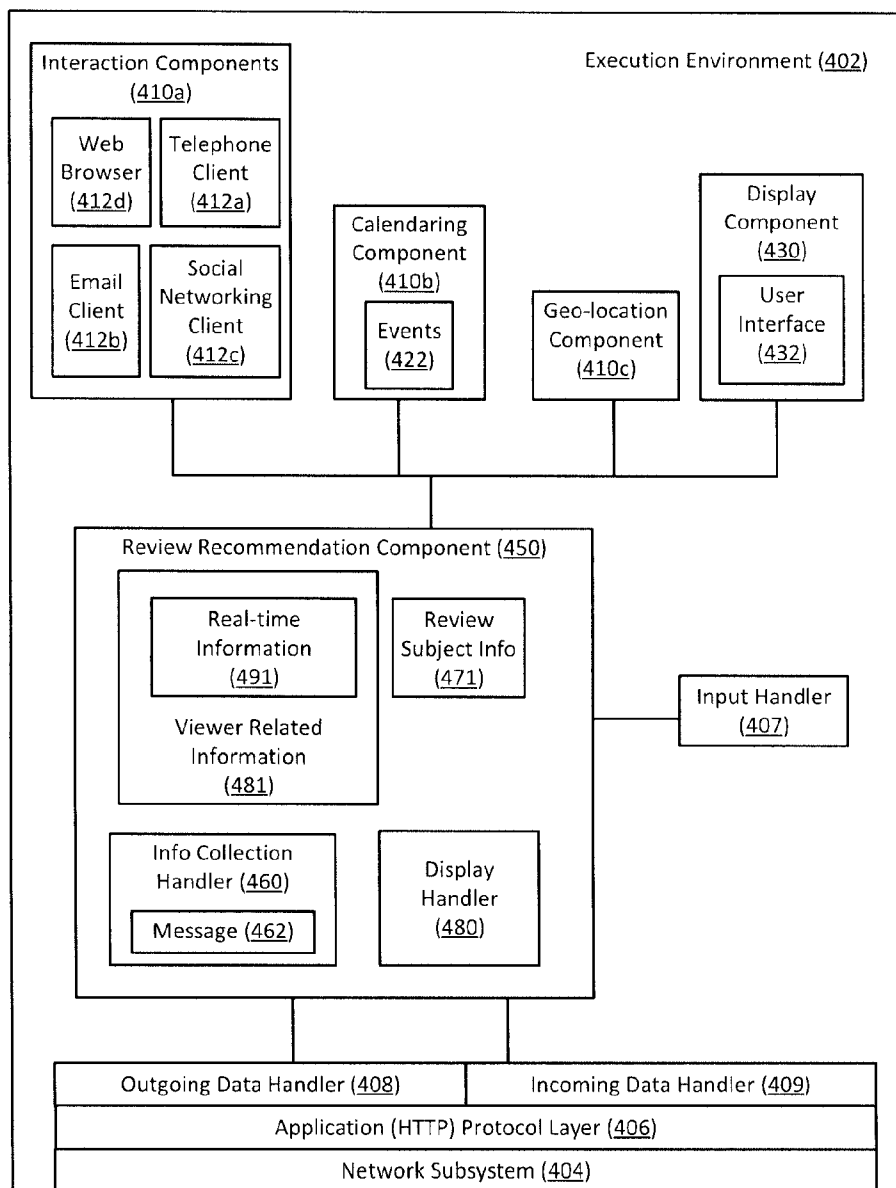 Execution Environment (402)
Interaction Components
(410a)
Web
Browser
(412d)
Telephone
Client
(412a)
Email
Client
(412b)
Social
Networking
Client
(412c)
Calendaring
Component
(410b)
Events
(422)
Geo-location
Component
(410c)
Display
Component
(430)
User
Interface
(432)
Review Recommendation Component (450)
Real-time
Information
(491)
Viewer Related
Information
(481)
Review
Subject Info
(471)
Input Handler
(407)
Info Collection
Handler (460)
Message (462)
Display
Handler
(480)
Outgoing Data Handler (408)
Incoming Data Handler (409)
Application (HTTP) Protocol Layer (406)
Network Subsystem (404)